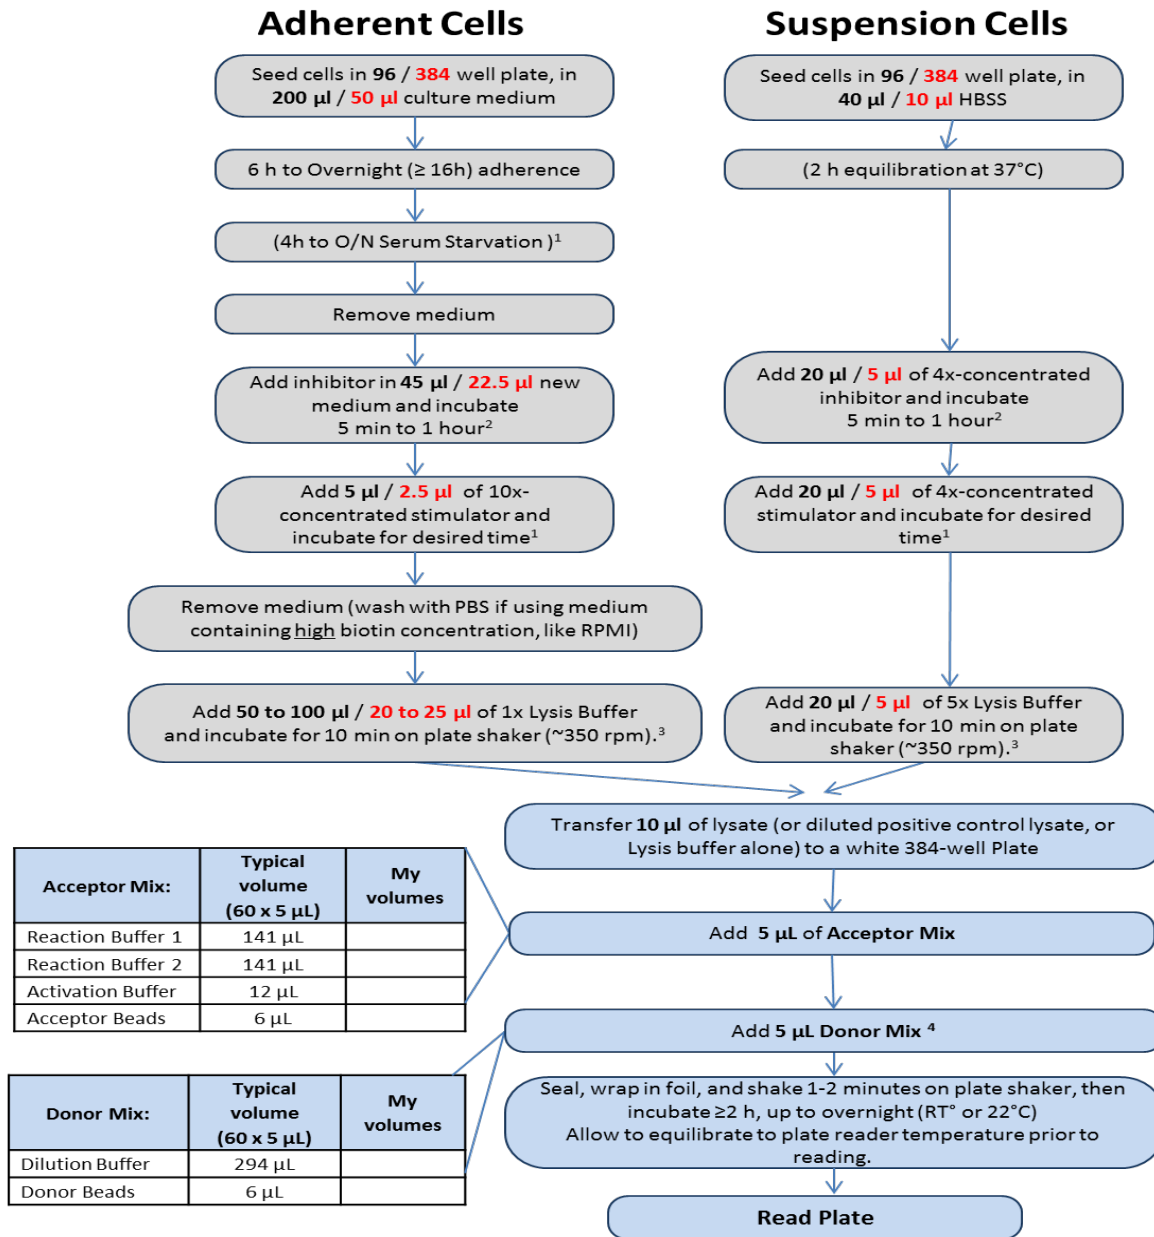 Adherent Cells
Seed cells in 96 / 384 well plate, in
200 µl / 50 µl culture medium
6 h to Overnight (≥ 16h) adherence
(4h to O/N Serum Starvation )¹
Remove medium
Add inhibitor in 45 µl / 22.5 µl new
medium and incubate
5 min to 1 hour²
Add 5 µl / 2.5 µl of 10x-
concentrated stimulator and
incubate for desired time¹
Remove medium (wash with PBS if using medium
containing high biotin concentration, like RPMI)
Add 50 to 100 µl / 20 to 25 µl of 1x Lysis Buffer
and incubate for 10 min on plate shaker (~350 rpm).³
Suspension Cells
Seed cells in 96 / 384 well plate, in
40 µl / 10 µl HBSS
(2 h equilibration at 37°C)
Add 20 µl / 5 µl of 4x-concentrated
inhibitor and incubate
5 min to 1 hour²
Add 20 µl / 5 µl of 4x-concentrated
stimulator and incubate for desired
time¹
Add 20 µl / 5 µl of 5x Lysis Buffer
and incubate for 10 min on plate
shaker (~350 rpm).³
Transfer 10 µl of lysate (or diluted positive control lysate, or
Lysis buffer alone) to a white 384-well Plate
Add 5 µL of Acceptor Mix
Acceptor Mix: Typical volume (60 x 5 µL) My volumes
Reaction Buffer 1 141 µL
Reaction Buffer 2 141 µL
Activation Buffer 12 µL
Acceptor Beads 6 µL
Add 5 µL Donor Mix ⁴
Donor Mix: Typical volume (60 x 5 µL) My volumes
Dilution Buffer 294 µL
Donor Beads 6 µL
Seal, wrap in foil, and shake 1-2 minutes on plate shaker, then
incubate ≥2 h, up to overnight (RT° or 22°C)
Allow to equilibrate to plate reader temperature prior to
reading.
Read Plate